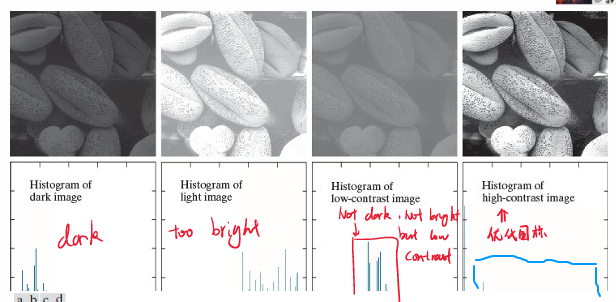 Histogram of
dark image
dark
Histogram of
light image
too bright
Histogram of
low-contrast image
Not dark, Not bright
but low
contrast
Histogram of
high-contrast image
优化目标
a b c d